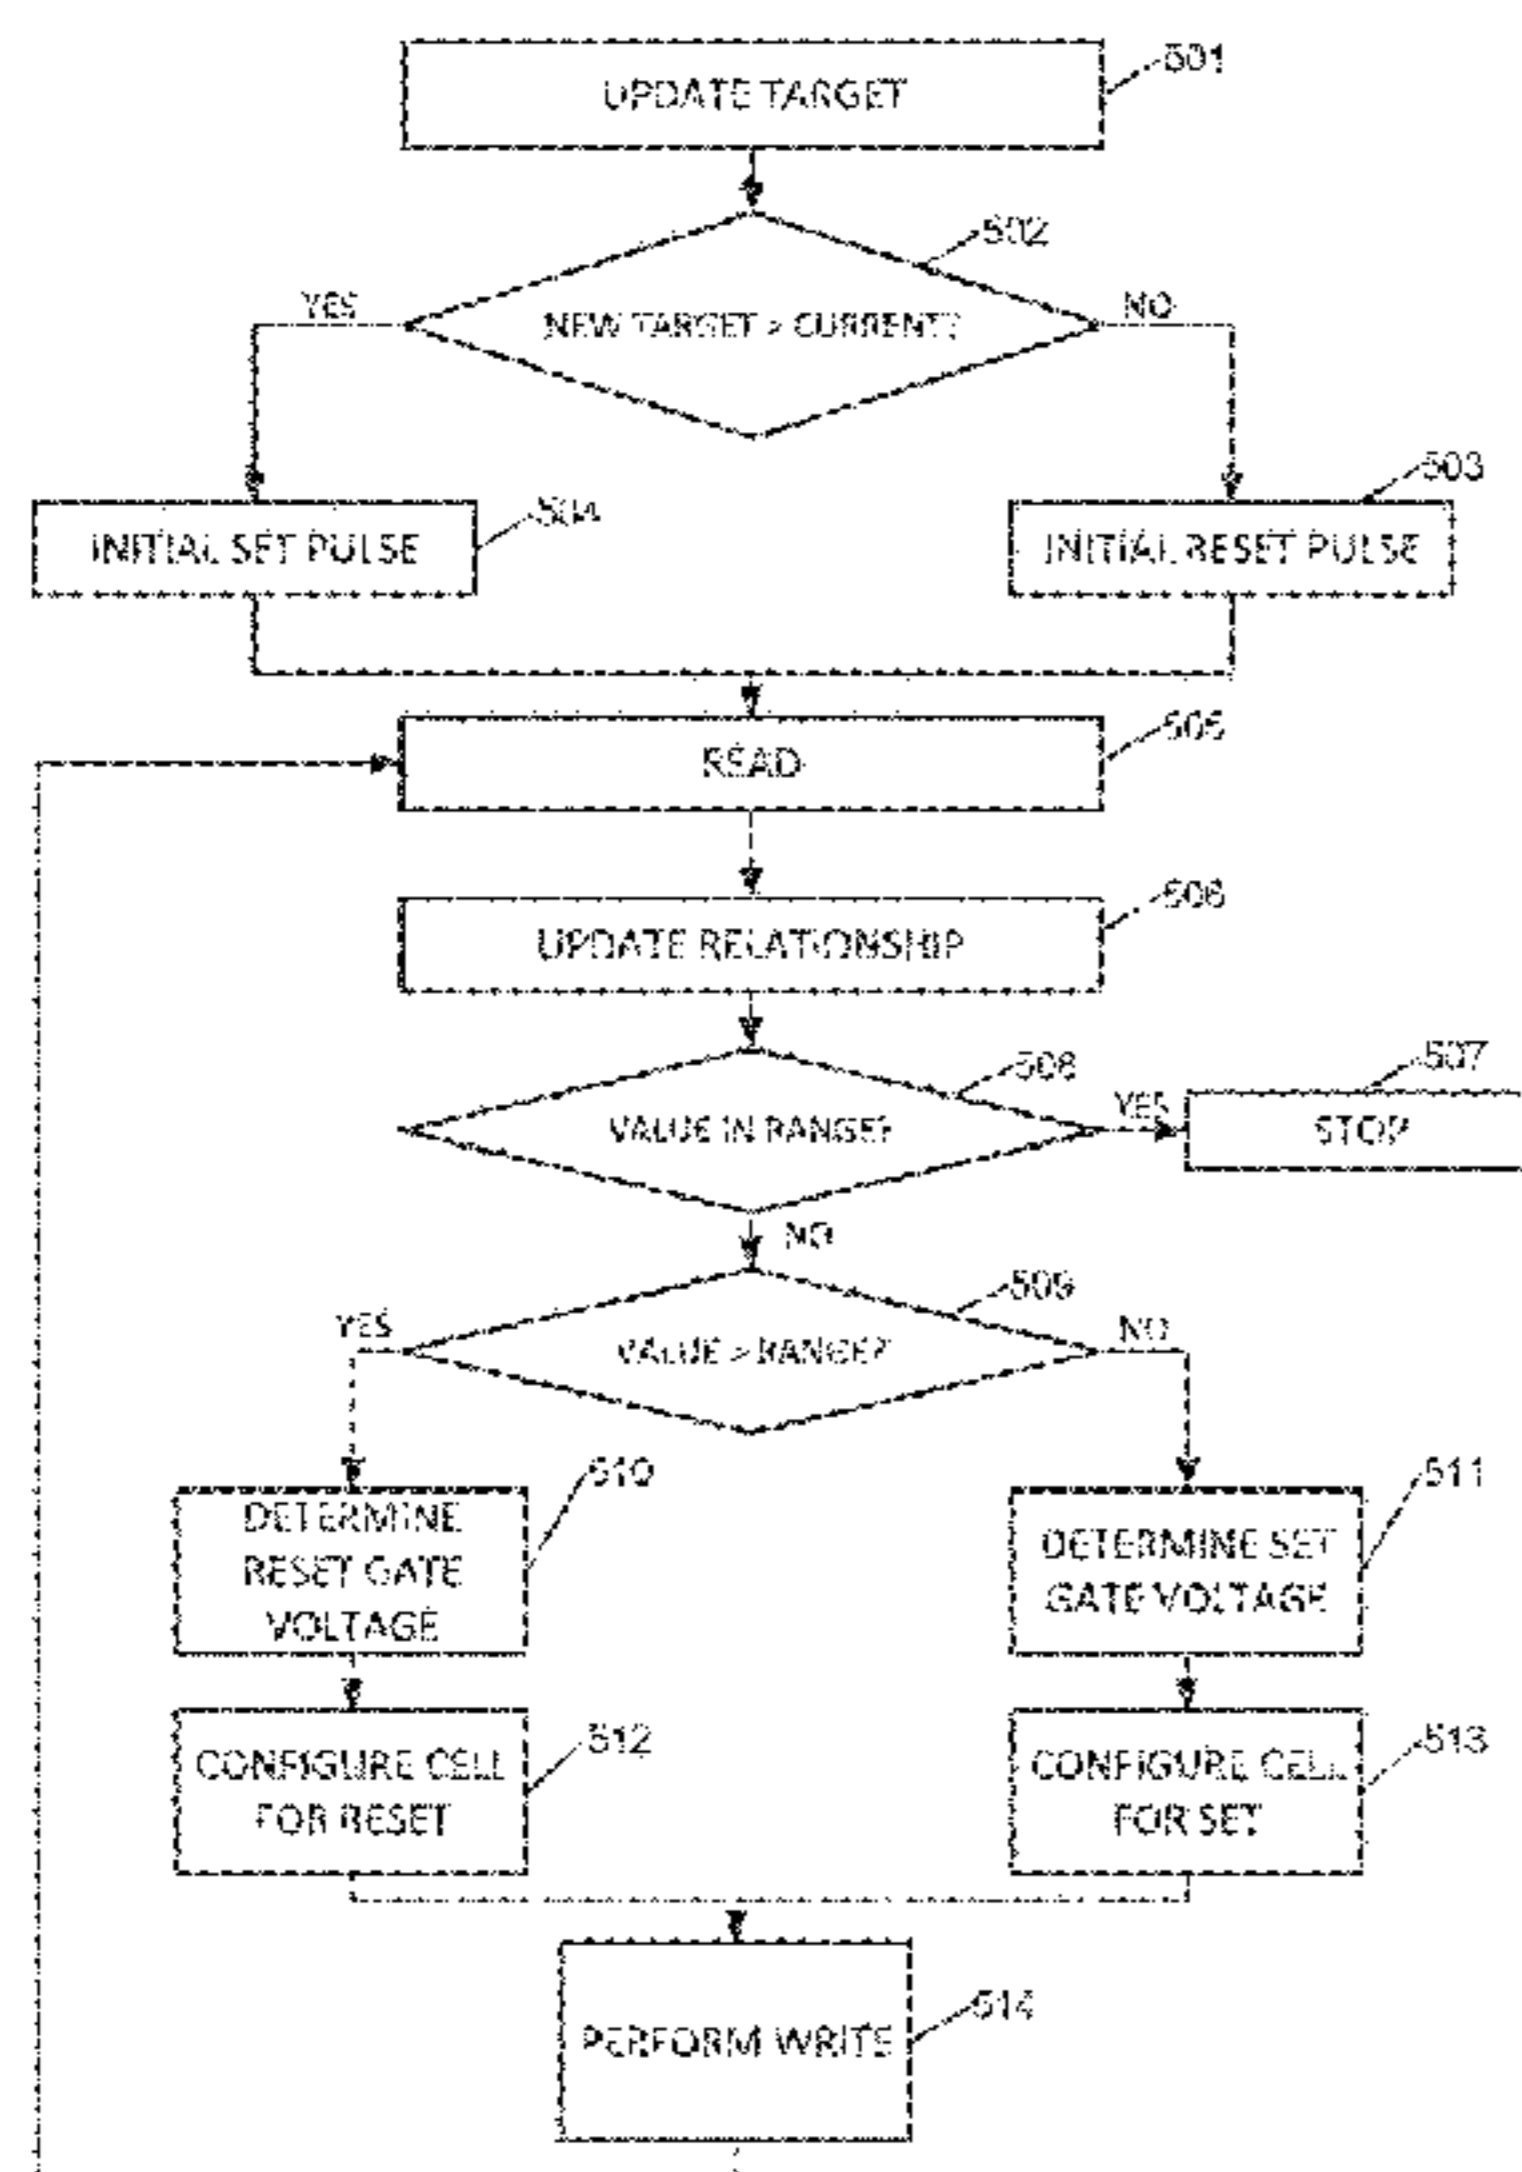 UPDATE TARGET
501
502
YES
NEW TARGET > CURRENT?
NO
503
504
INITIAL SET PULSE
INITIAL RESET PULSE
505
READ
506
UPDATE RELATIONSHIP
507
508
YES
VALUE IN RANGE?
STOP
NO
509
YES
VALUE > RANGE?
NO
510
511
DETERMINE
RESET GATE
VOLTAGE
DETERMINE SET
GATE VOLTAGE
512
513
CONFIGURE CELL
FOR RESET
CONFIGURE CELL
FOR SET
514
PERFORM WRITE